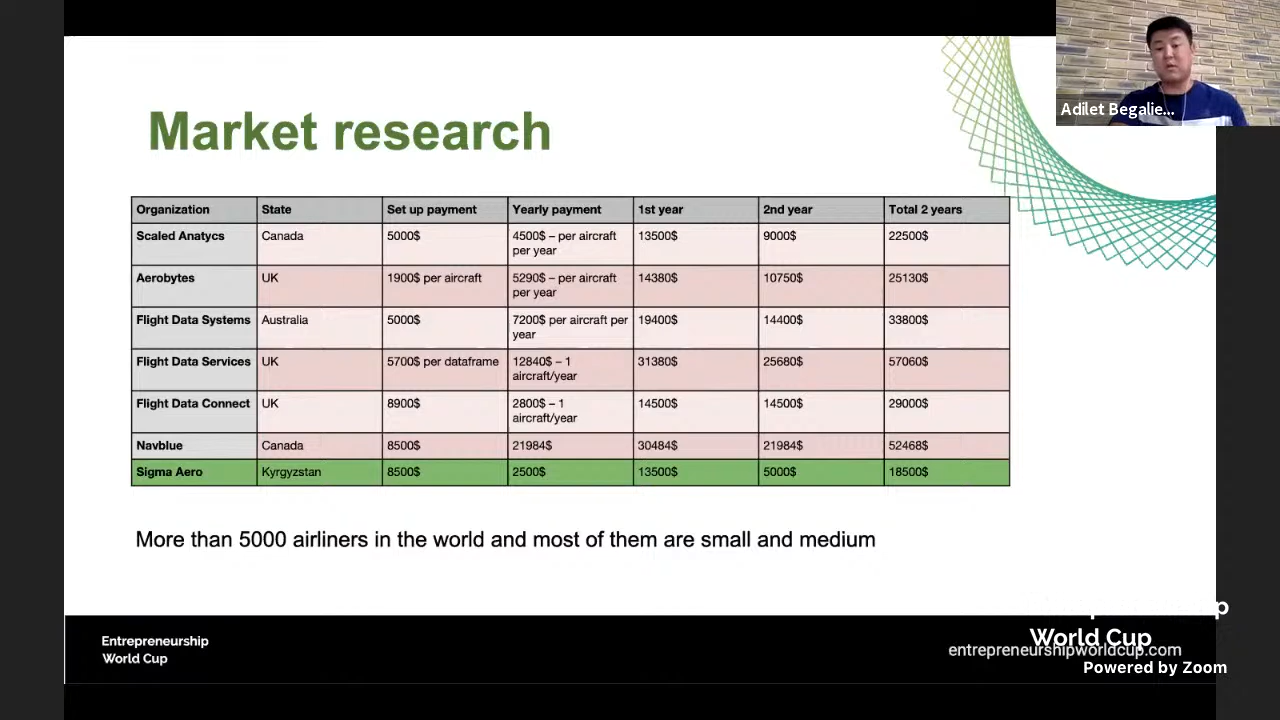 Adilet Begalie...
Market research
Organization State Set up payment Yearly payment 1st year 2nd year Total 2 years
Scaled Anatycs Canada 5000$ 4500$ – per aircraft per year 13500$ 9000$ 22500$
Aerobytes UK 1900$ per aircraft 5290$ – per aircraft per year 14380$ 10750$ 25130$
Flight Data Systems Australia 5000$ 7200$ per aircraft per year 19400$ 14400$ 33800$
Flight Data Services UK 5700$ per dataframe 12840$ – 1 aircraft/year 31380$ 25680$ 57060$
Flight Data Connect UK 8900$ 2800$ – 1 aircraft/year 14500$ 14500$ 29000$
Navblue Canada 8500$ 21984$ 30484$ 21984$ 52468$
Sigma Aero Kyrgyzstan 8500$ 2500$ 13500$ 5000$ 18500$
More than 5000 airliners in the world and most of them are small and medium
Entrepreneurship
World Cup
World Cup
entrepreneurshipworldcup.com
Powered by Zoom